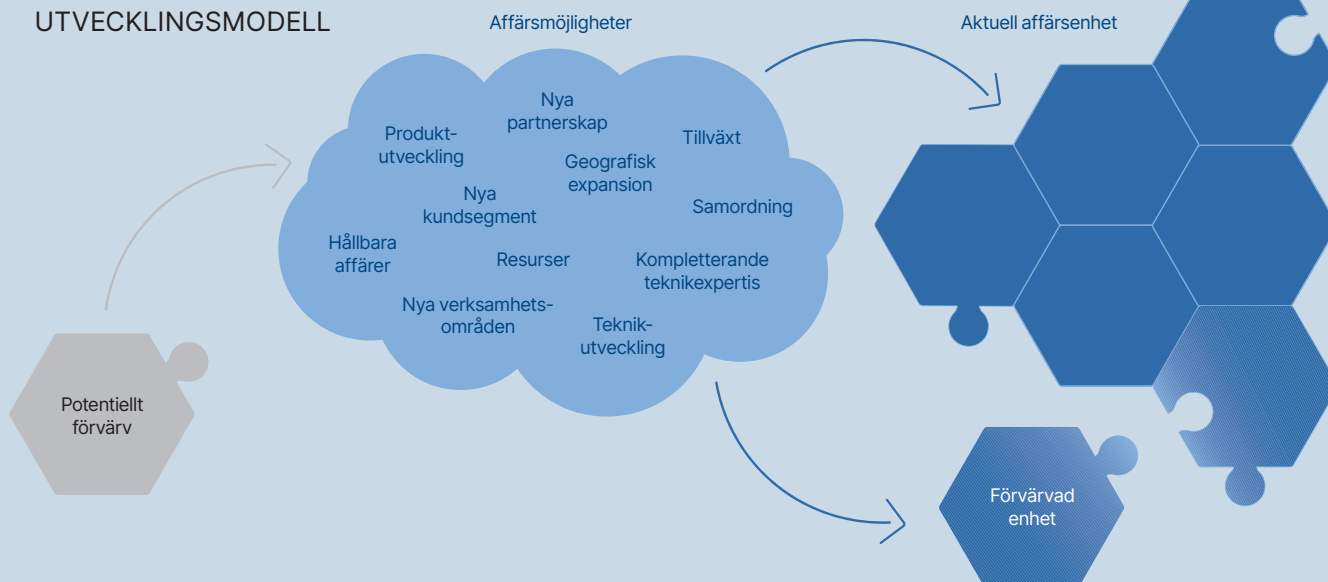 UTVECKLINGSMODELL
Affärsmöjligheter
Aktuell affärsenhet
Nya
partnerskap
Produkt-
utveckling
Tillväxt
Geografisk
expansion
Nya
kundsegment
Samordning
Hållbara
affärer
Resurser
Kompletterande
teknikexpertis
Nya verksamhets-
områden
Teknik-
utveckling
Potentiellt
förvärv
Förvärvad
enhet